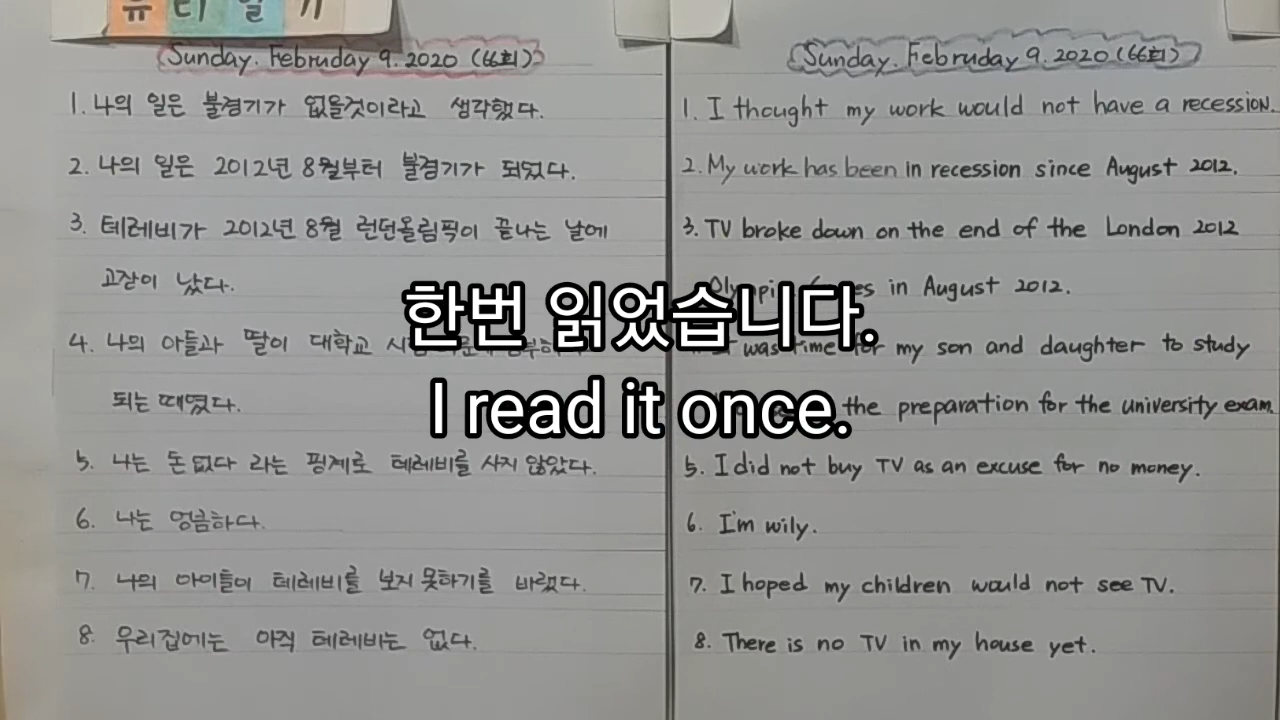 Sunday. Februday 9. 2020 (66회)
1. 나의 일은 불경기가 없을것이라고 생각했다.
2. 나의 일은 2012년 8월부터 불경기가 되었다.
3. 테레비가 2012년 8월 런던올림픽이 끝나는 날에
고장이 났다.
4. 나의 아들과 딸이 대학교
되는 때였다.
5. 나는 돈없다 라는 핑계로 테레비를 사지 않았다.
6. 나는 엉큼하다.
7. 나의 아이들이 테레비를 보지 못하기를 바랬다.
8. 우리집에는 아직 테레비는 없다.
Sunday. Februday 9. 2020 (66회)
1. I thought my work would not have a recession.
2. My work has been in recession since August 2012.
3. TV broke down on the end of the London 2012
Olympic Games in August 2012.
4. It was time for my son and daughter to study
the preparation for the university exam.
5. I did not buy TV as an excuse for no money.
6. I'm wily.
7. I hoped my children would not see TV.
8. There is no TV in my house yet.
한번 읽었습니다.
I read it once.